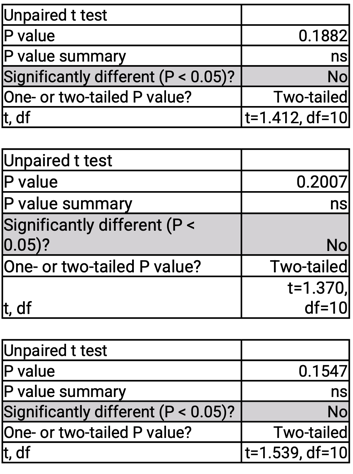 Unpaired t test
P value 0.1882
P value summary ns
Significantly different (P < 0.05)? No
One- or two-tailed P value? Two-tailed
t, df t=1.412, df=10
Unpaired t test
P value 0.2007
P value summary ns
Significantly different (P <
0.05)? No
One- or two-tailed P value? Two-tailed
t=1.370,
t, df df=10
Unpaired t test
P value 0.1547
P value summary ns
Significantly different (P < 0.05)? No
One- or two-tailed P value? Two-tailed
t, df t=1.539, df=10